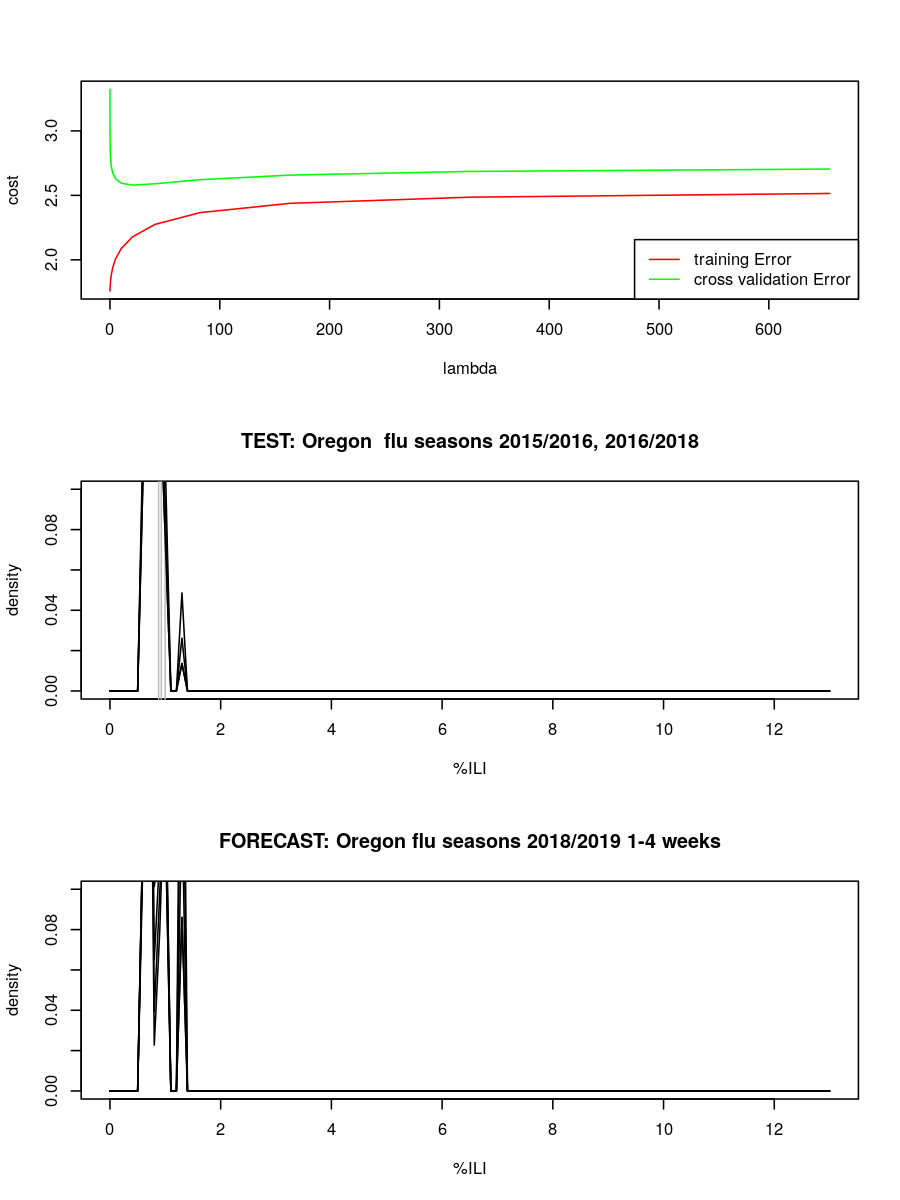 3.0
2.5
2.0
cost
training Error
cross validation Error
0 100 200 300 400 500 600
lambda
TEST: Oregon  flu seasons 2015/2016, 2016/2018
0.08
0.04
0.00
density
0 2 4 6 8 10 12
%ILI
FORECAST: Oregon flu seasons 2018/2019 1-4 weeks
0.08
0.04
0.00
density
0 2 4 6 8 10 12
%ILI